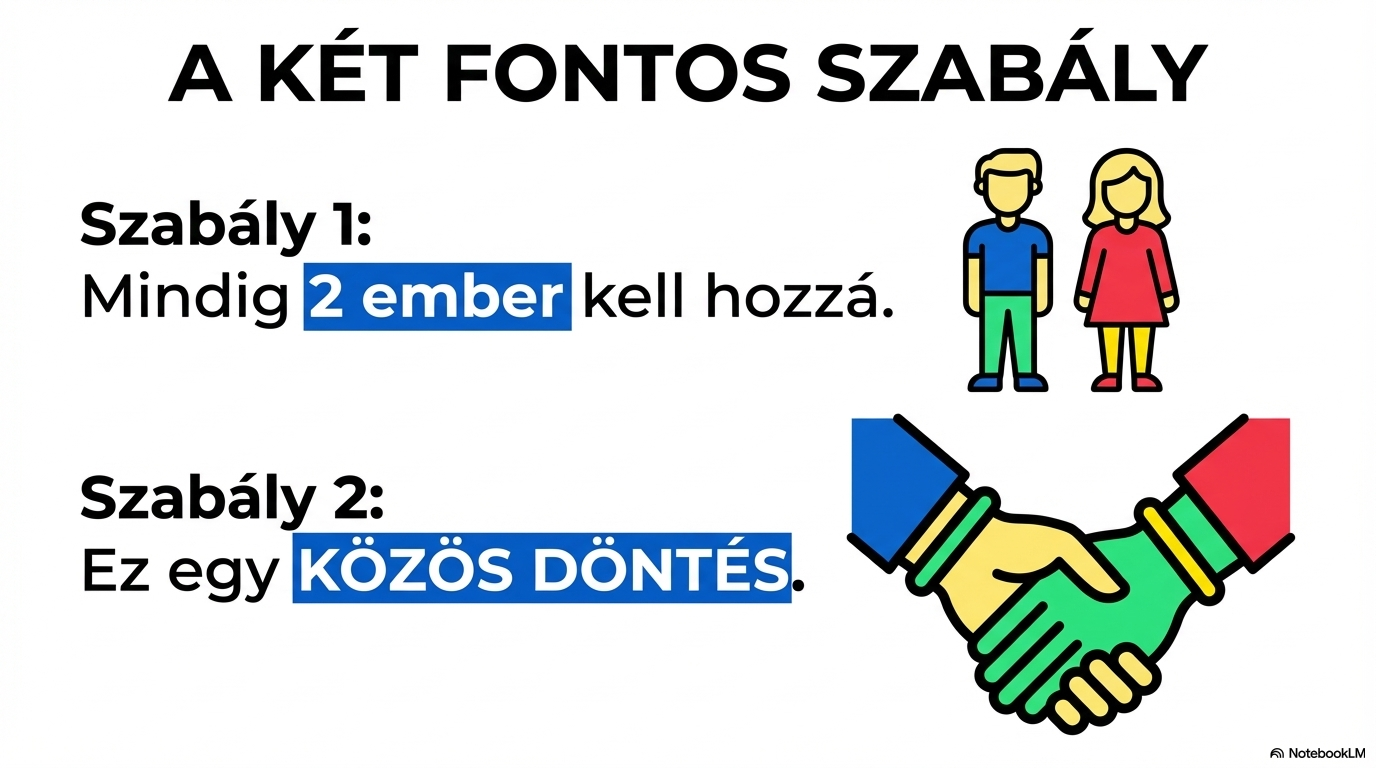 A KÉT FONTOS SZABÁLY
Szabály 1:
Mindig 2 ember kell hozzá.
Szabály 2:
Ez egy KÖZÖS DÖNTÉS.
NotebookLM